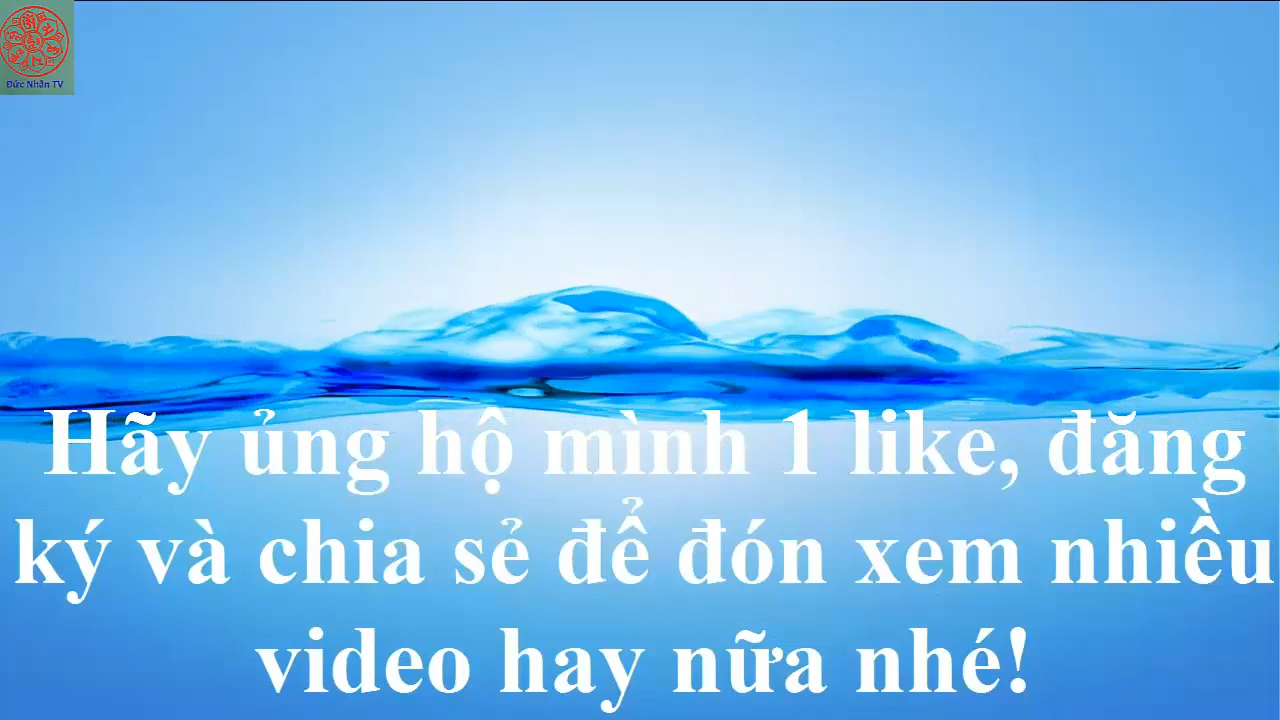 Đức Nhân TV
Hãy ủng hộ mình 1 like, đăng
ký và chia sẻ để đón xem nhiều
video hay nữa nhé!